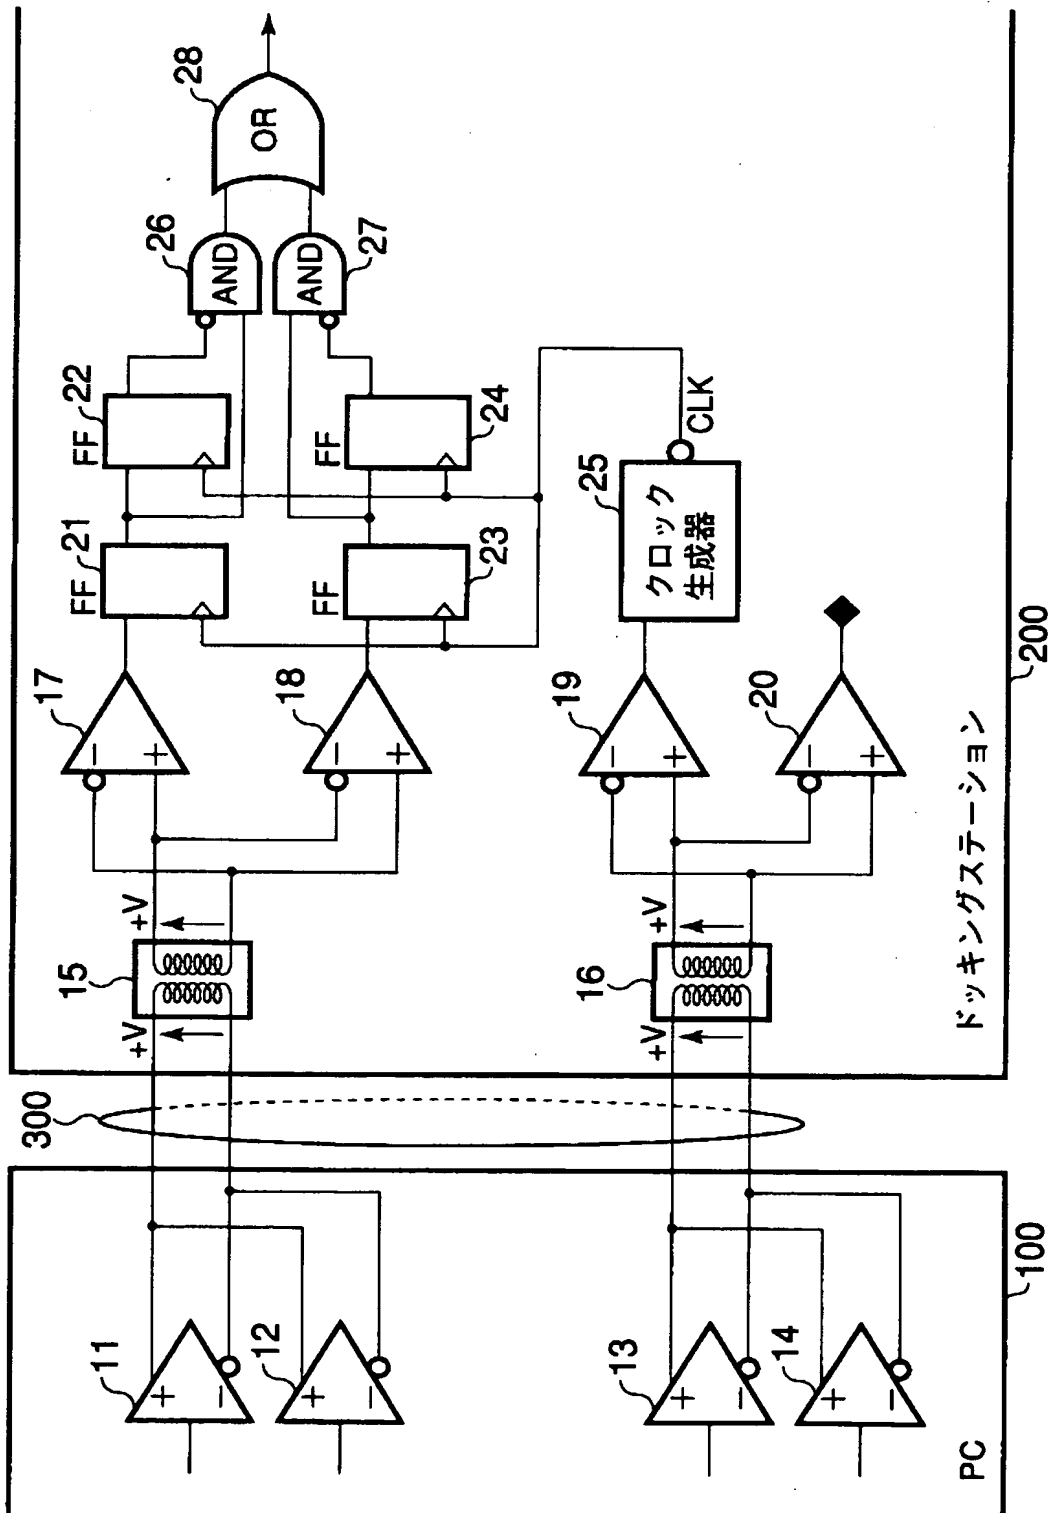 PC
100
11
+
−
12
+
−
13
+
−
14
+
−
300
ドッキングステーション
200
15
+V
+V
16
+V
+V
17
−
+
18
−
+
19
−
+
20
−
+
FF
21
FF
22
FF
23
FF
24
クロック
生成器
25
CLK
AND
26
AND
27
OR
28